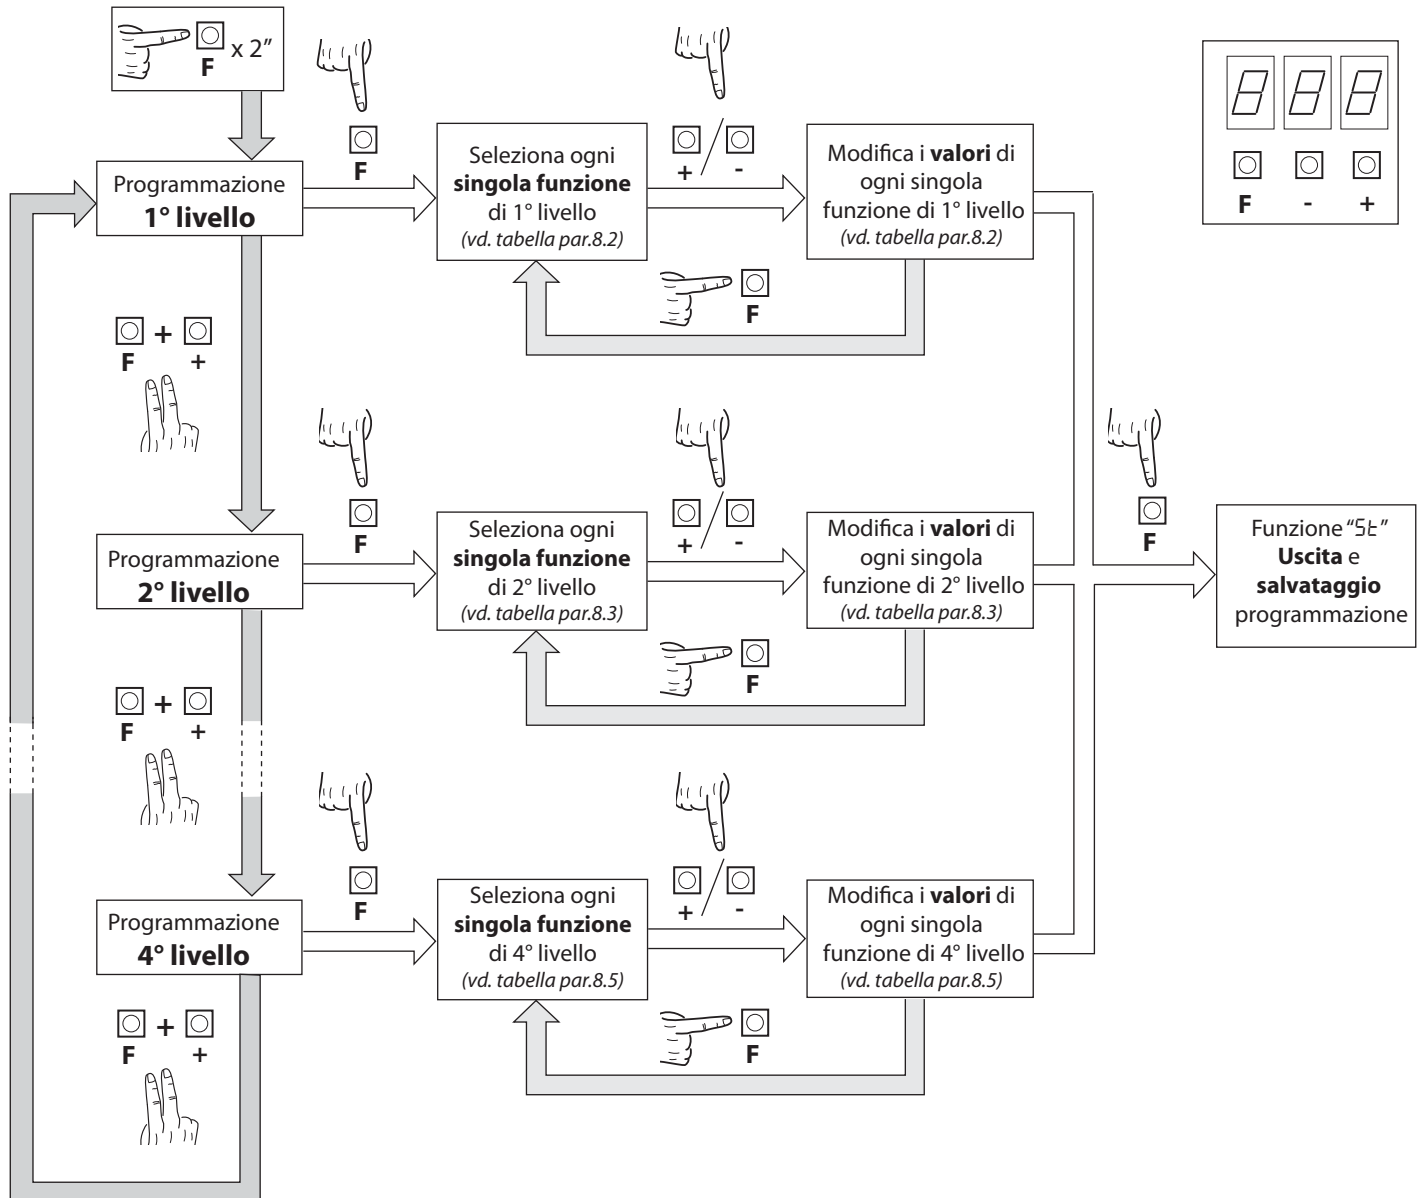 F x 2”
F
+ / -
F - +
Programmazione
1° livello
Seleziona ogni
singola funzione
di 1° livello
(vd. tabella par.8.2)
Modifica i valori di
ogni singola
funzione di 1° livello
(vd. tabella par.8.2)
F
F + +
F
+ / -
F
Programmazione
2° livello
Seleziona ogni
singola funzione
di 2° livello
(vd. tabella par.8.3)
Modifica i valori di
ogni singola
funzione di 2° livello
(vd. tabella par.8.3)
Funzione “St”
Uscita e
salvataggio
programmazione
F
F + +
F
+ / -
Programmazione
4° livello
Seleziona ogni
singola funzione
di 4° livello
(vd. tabella par.8.5)
Modifica i valori di
ogni singola
funzione di 4° livello
(vd. tabella par.8.5)
F + +
F